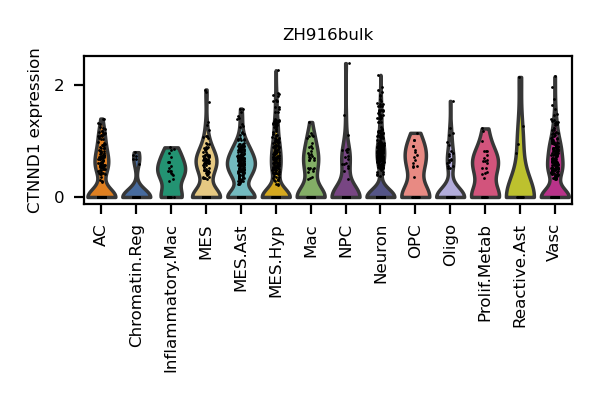 ZH916bulk
CTNND1 expression
2
0
AC
Chromatin.Reg
Inflammatory.Mac
MES
MES.Ast
MES.Hyp
Mac
NPC
Neuron
OPC
Oligo
Prolif.Metab
Reactive.Ast
Vasc